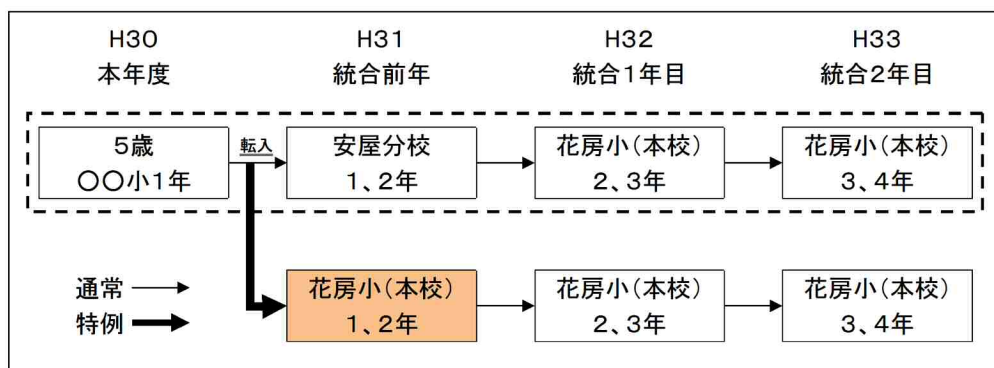 H30
本年度
H31
統合前年
H32
統合1年目
H33
統合2年目
5歳
〇〇小1年
転入
安屋分校
1、2年
花房小(本校)
2、3年
花房小(本校)
3、4年
通常
特例
花房小(本校)
1、2年
花房小(本校)
2、3年
花房小(本校)
3、4年